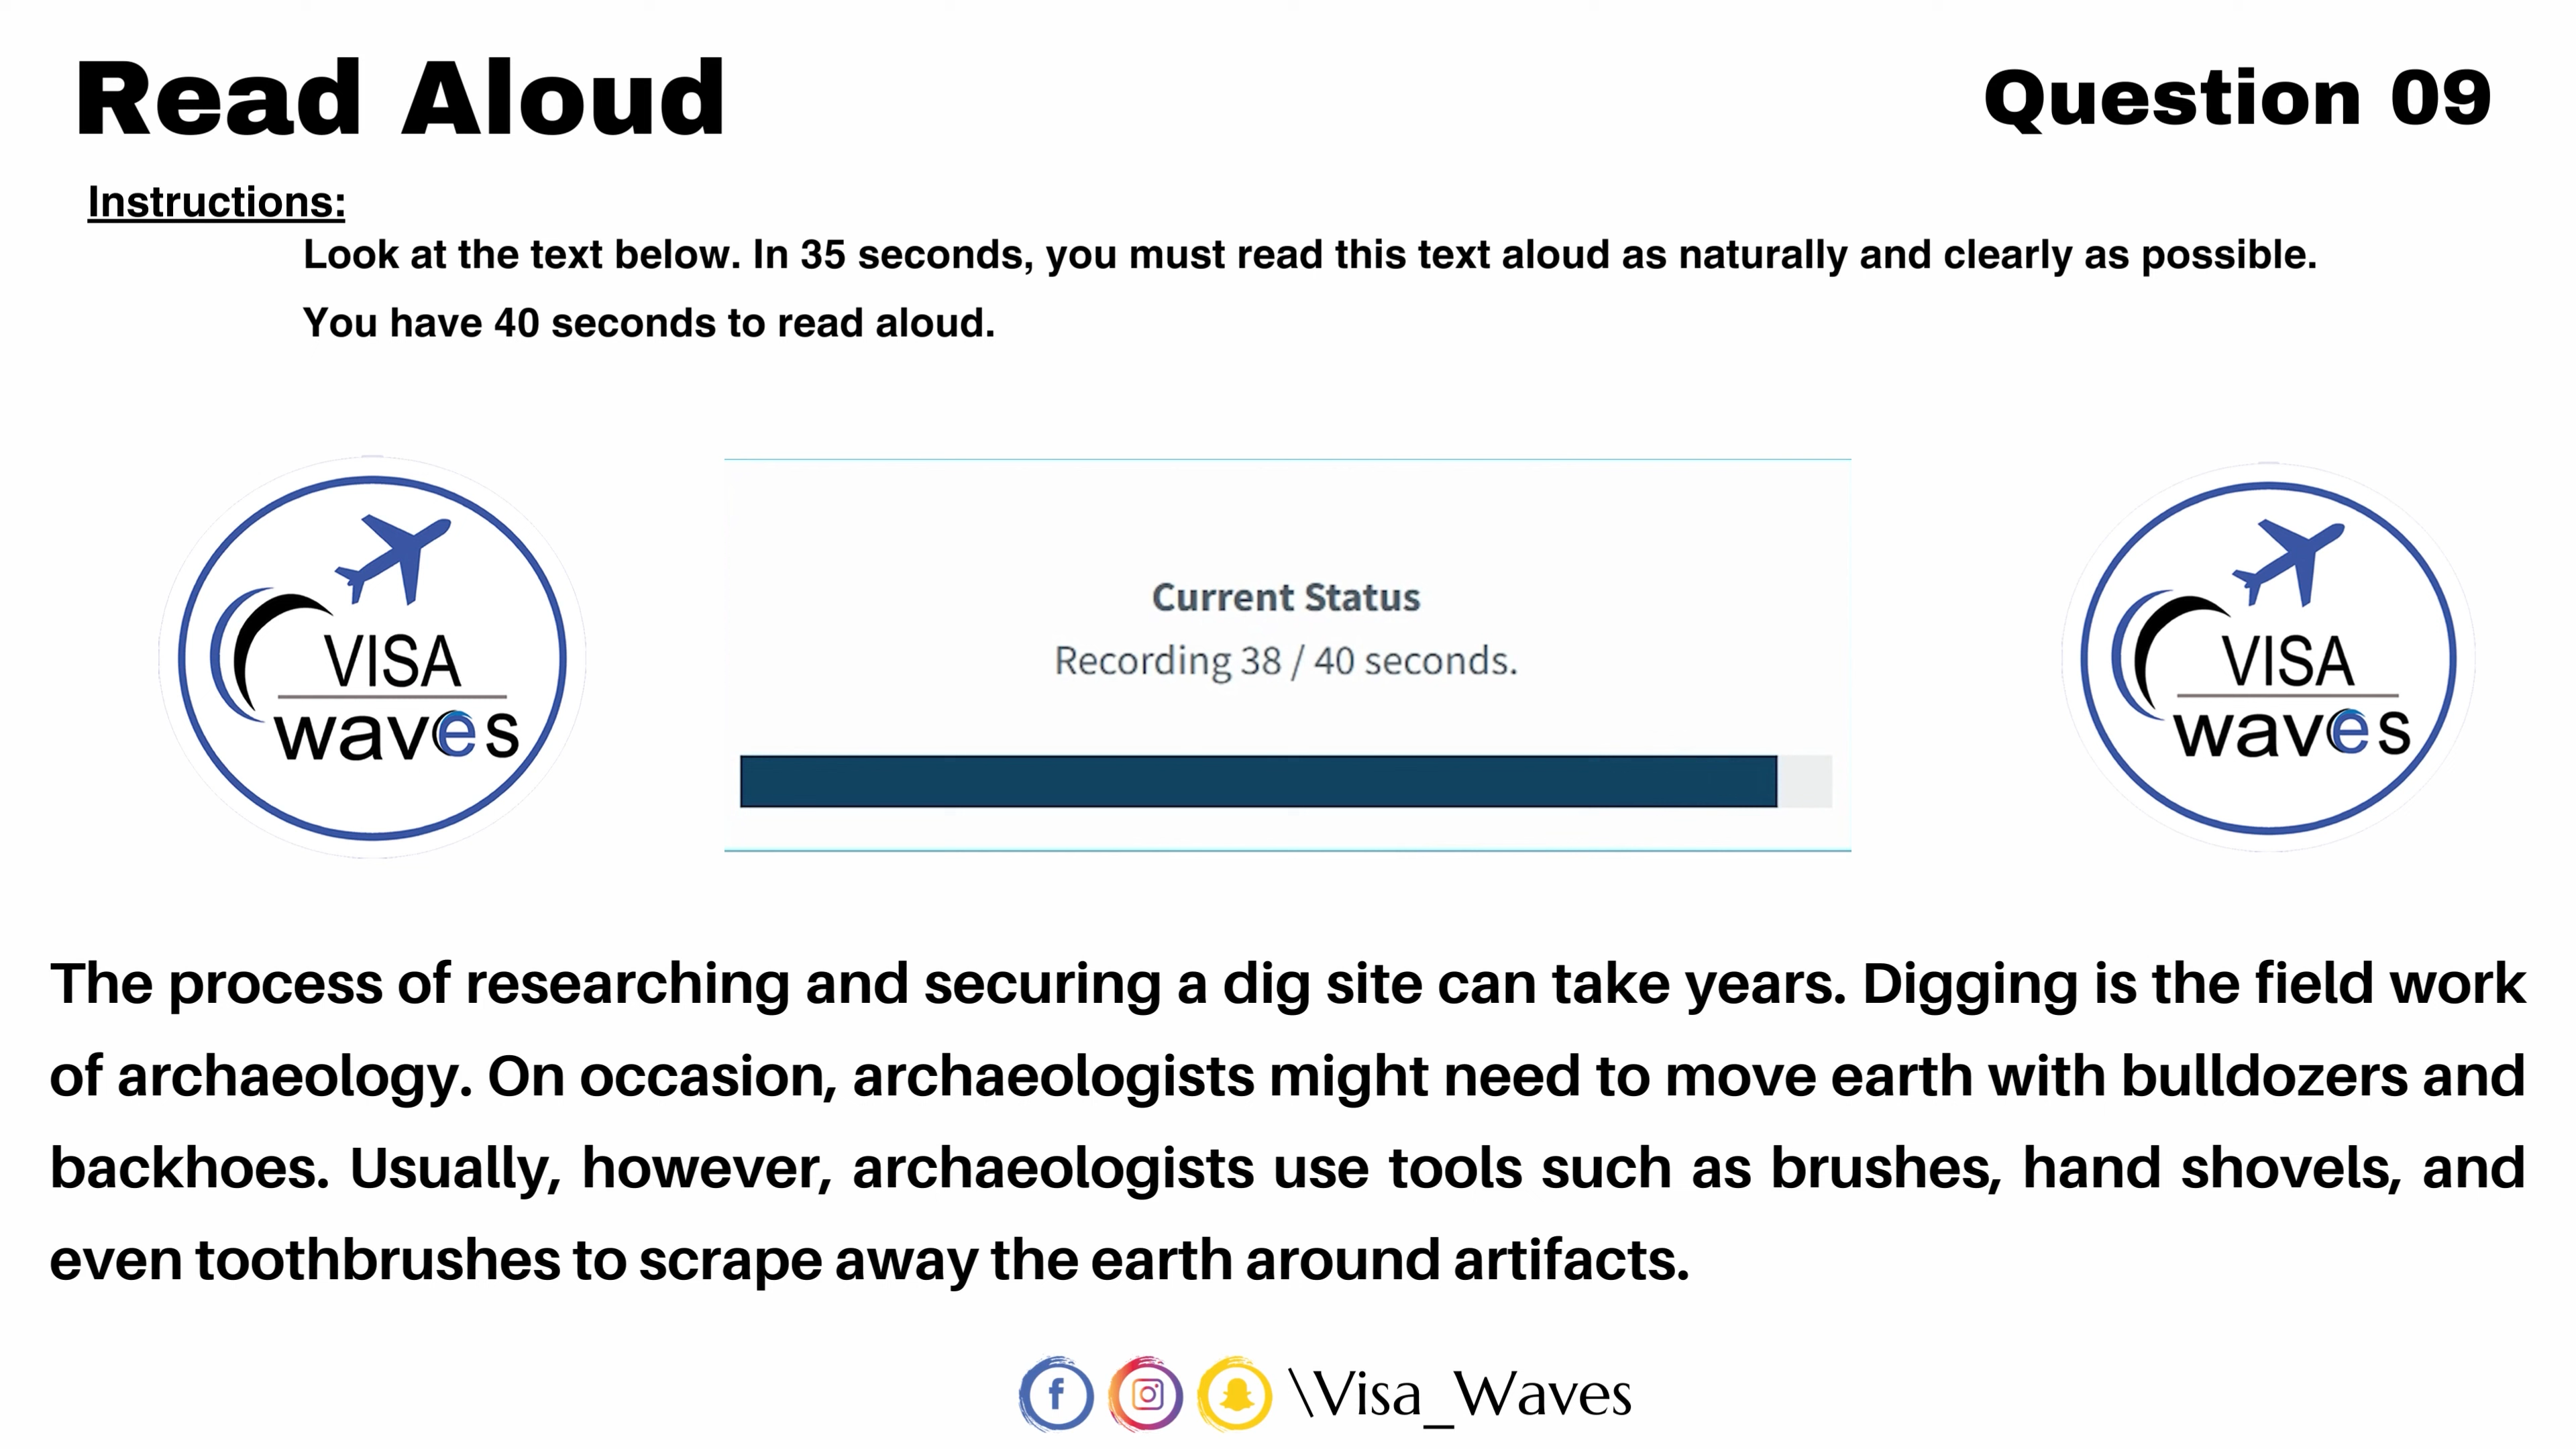 Read Aloud
Question 09
Instructions:
Look at the text below. In 35 seconds, you must read this text aloud as naturally and clearly as possible.
You have 40 seconds to read aloud.
VISA
waves
Current Status
Recording 38 / 40 seconds.
VISA
waves
The process of researching and securing a dig site can take years. Digging is the field work
of archaeology. On occasion, archaeologists might need to move earth with bulldozers and
backhoes. Usually, however, archaeologists use tools such as brushes, hand shovels, and
even toothbrushes to scrape away the earth around artifacts.
\Visa_Waves